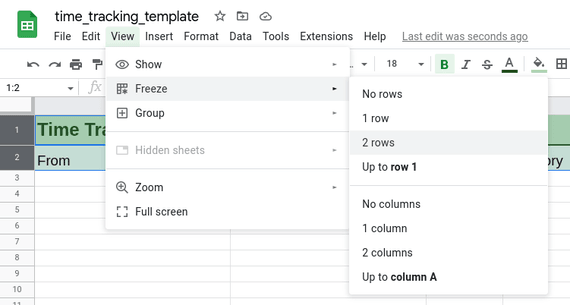 time_tracking_template
File Edit View Insert Format Data Tools Extensions Help Last edit was seconds ago
18 B I S A
1:2 fx
Show
Freeze
Group
Hidden sheets
Zoom
Full screen
No rows
1 row
2 rows
Up to row 1
No columns
1 column
2 columns
Up to column A
1 Time Tra
2 From ory
3
4
5
6
7
8
9
10